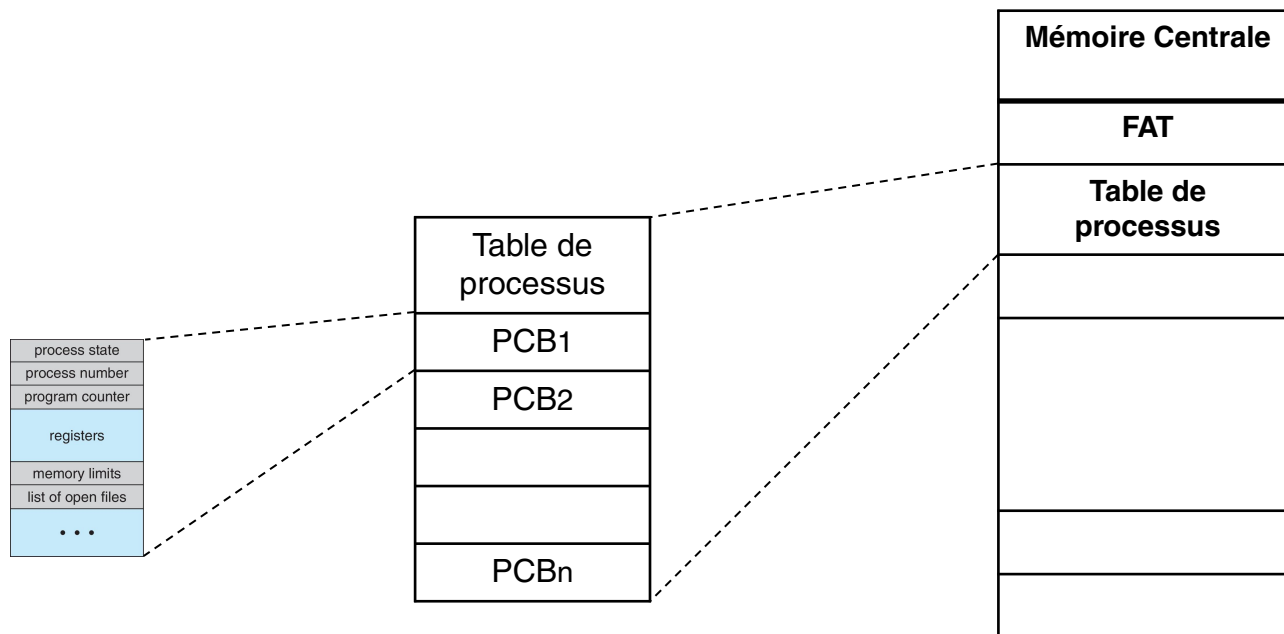 Mémoire Centrale
FAT
Table de
processus
Table de
processus
PCB1
PCB2
PCBn
process state
process number
program counter
registers
memory limits
list of open files
• • •